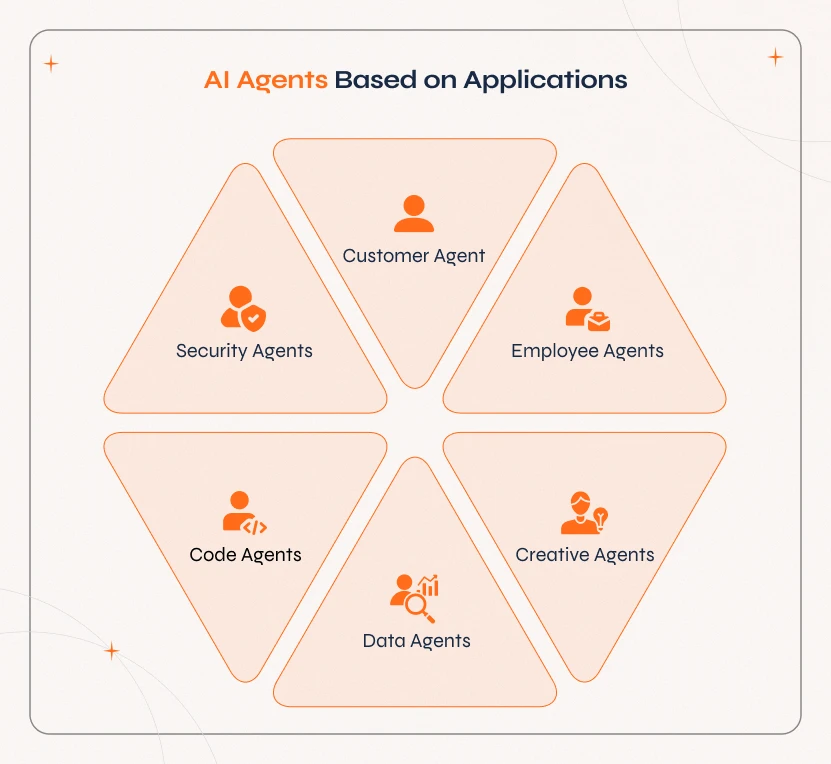 AI Agents Based on Applications
Customer Agent
Security Agents
Employee Agents
Code Agents
Creative Agents
Data Agents